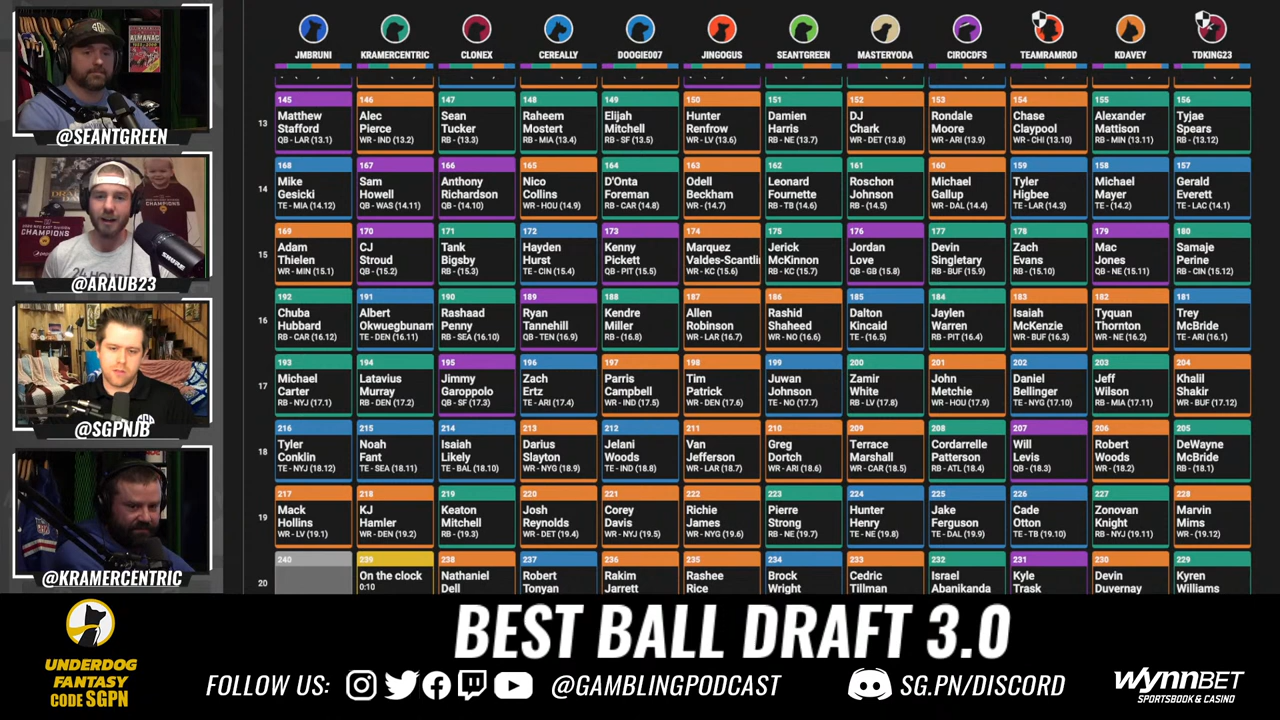 @SEANTGREEN
@ARAUB23
@SGPNJB
@KRAMERCENTRIC
ALMANAC
CHAMPIONS
CHAMPIONS
24 HOURS
SHURE
JMBRUNI KRAMERCENTRIC CLONEX CEREALLY DOOGIE007 JINGOGUS SEANTGREEN MASTERYODA CIROCDFS TEAMRAMROD KDAVEY TDKING23
13
145 Matthew Stafford QB - LAR (13.1)
146 Alec Pierce WR - IND (13.2)
147 Sean Tucker RB - (13.3)
148 Raheem Mostert RB - MIA (13.4)
149 Elijah Mitchell RB - SF (13.5)
150 Hunter Renfrow WR - LV (13.6)
151 Damien Harris RB - NE (13.7)
152 DJ Chark WR - DET (13.8)
153 Rondale Moore WR - ARI (13.9)
154 Chase Claypool WR - CHI (13.10)
155 Alexander Mattison RB - MIN (13.11)
156 Tyjae Spears RB - (13.12)
14
168 Mike Gesicki TE - MIA (14.12)
167 Sam Howell QB - WAS (14.11)
166 Anthony Richardson QB - (14.10)
165 Nico Collins WR - HOU (14.9)
164 D'Onta Foreman RB - CAR (14.8)
163 Odell Beckham WR - (14.7)
162 Leonard Fournette RB - TB (14.6)
161 Roschon Johnson RB - (14.5)
160 Michael Gallup WR - DAL (14.4)
159 Tyler Higbee TE - LAR (14.3)
158 Michael Mayer TE - (14.2)
157 Gerald Everett TE - LAC (14.1)
15
169 Adam Thielen WR - MIN (15.1)
170 CJ Stroud QB - (15.2)
171 Tank Bigsby RB - (15.3)
172 Hayden Hurst TE - CIN (15.4)
173 Kenny Pickett QB - PIT (15.5)
174 Marquez Valdes-Scantlin WR - KC (15.6)
175 Jerick McKinnon RB - KC (15.7)
176 Jordan Love QB - GB (15.8)
177 Devin Singletary RB - BUF (15.9)
178 Zach Evans RB - (15.10)
179 Mac Jones QB - NE (15.11)
180 Samaje Perine RB - CIN (15.12)
16
192 Chuba Hubbard RB - CAR (16.12)
191 Albert Okwuegbunam TE - DEN (16.11)
190 Rashaad Penny RB - SEA (16.10)
189 Ryan Tannehill QB - TEN (16.9)
188 Kendre Miller RB - (16.8)
187 Allen Robinson WR - LAR (16.7)
186 Rashid Shaheed WR - NO (16.6)
185 Dalton Kincaid TE - (16.5)
184 Jaylen Warren RB - PIT (16.4)
183 Isaiah McKenzie WR - BUF (16.3)
182 Tyquan Thornton WR - NE (16.2)
181 Trey McBride TE - ARI (16.1)
17
193 Michael Carter RB - NYJ (17.1)
194 Latavius Murray RB - DEN (17.2)
195 Jimmy Garoppolo QB - SF (17.3)
196 Zach Ertz TE - ARI (17.4)
197 Parris Campbell WR - IND (17.5)
198 Tim Patrick WR - DEN (17.6)
199 Juwan Johnson TE - NO (17.7)
200 Zamir White RB - LV (17.8)
201 John Metchie WR - HOU (17.9)
202 Daniel Bellinger TE - NYG (17.10)
203 Jeff Wilson RB - MIA (17.11)
204 Khalil Shakir WR - BUF (17.12)
18
216 Tyler Conklin TE - NYJ (18.12)
215 Noah Fant TE - SEA (18.11)
214 Isaiah Likely TE - BAL (18.10)
213 Darius Slayton WR - NYG (18.9)
212 Jelani Woods TE - IND (18.8)
211 Van Jefferson WR - LAR (18.7)
210 Greg Dortch WR - ARI (18.6)
209 Terrace Marshall WR - CAR (18.5)
208 Cordarrelle Patterson RB - ATL (18.4)
207 Will Levis QB - (18.3)
206 Robert Woods WR - (18.2)
205 DeWayne McBride RB - (18.1)
19
217 Mack Hollins WR - LV (19.1)
218 KJ Hamler WR - DEN (19.2)
219 Keaton Mitchell RB - (19.3)
220 Josh Reynolds WR - DET (19.4)
221 Corey Davis WR - NYJ (19.5)
222 Richie James WR - NYG (19.6)
223 Pierre Strong RB - NE (19.7)
224 Hunter Henry TE - NE (19.8)
225 Jake Ferguson TE - DAL (19.9)
226 Cade Otton TE - TB (19.10)
227 Zonovan Knight RB - NYJ (19.11)
228 Marvin Mims WR - (19.12)
20
240
239 On the clock 0:10
238 Nathaniel Dell
237 Robert Tonyan
236 Rakim Jarrett
235 Rashee Rice
234 Brock Wright
233 Cedric Tillman
232 Israel Abanikanda
231 Kyle Trask
230 Devin Duvernay
229 Kyren Williams
UNDERDOG
FANTASY
CODE SGPN
BEST BALL DRAFT 3.0
FOLLOW US: @GAMBLINGPODCAST SG.PN/DISCORD
WYNNBET
SPORTSBOOK & CASINO